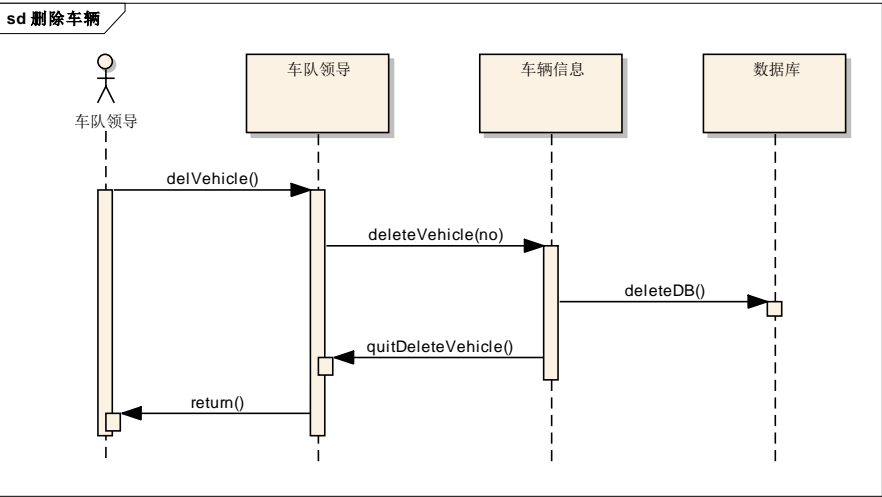 sd 删除车辆
车队领导
车队领导
车辆信息
数据库
delVehicle()
deleteVehicle(no)
deleteDB()
quitDeleteVehicle()
return()